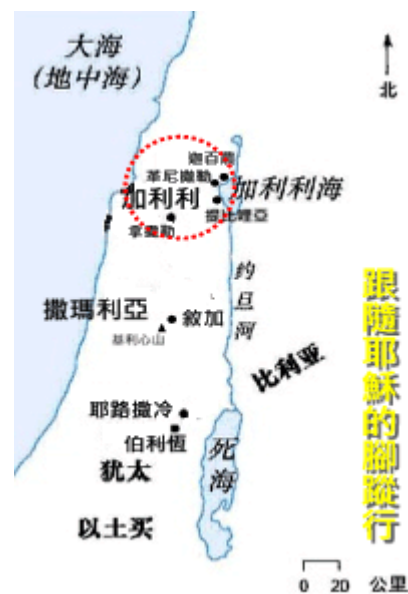 大海
(地中海)
北
迦百農
革尼撒勒
加利利
加利利海
提比哩亞
拿撒勒
约旦河
撒瑪利亞
敘加
基利心山
比利亚
耶路撒冷
伯利恆
犹太
死海
以土买
跟隨耶穌的腳蹤行
0 20 公里